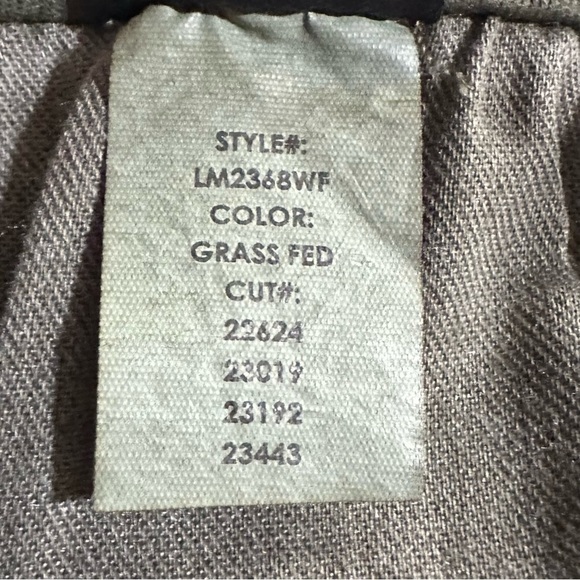 STYLE#:
LM2368WF
COLOR:
GRASS FED
CUT#:
22624
23019
23192
23443